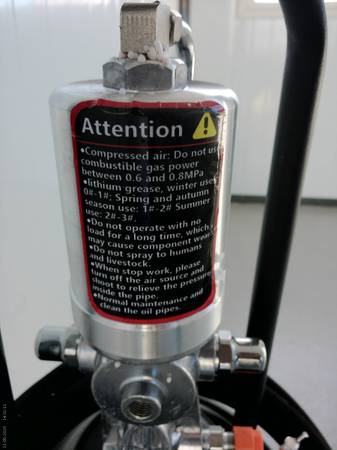 Attention
•Compressed air: Do not use
combustible gas power
between 0.6 and 0.8MPa
•lithium grease, winter use:
0#-1#; Spring and autumn
season use: 1#-2# Summer
use: 2#-3#.
•Do not operate with no
load for a long time, which
may cause component wear.
•Do not spray to humans
and livestock.
•When stop work, please
turn off the air source and
shoot to relieve the pressure
inside the pipe.
•Normal maintenance and
clean the oil pipes.